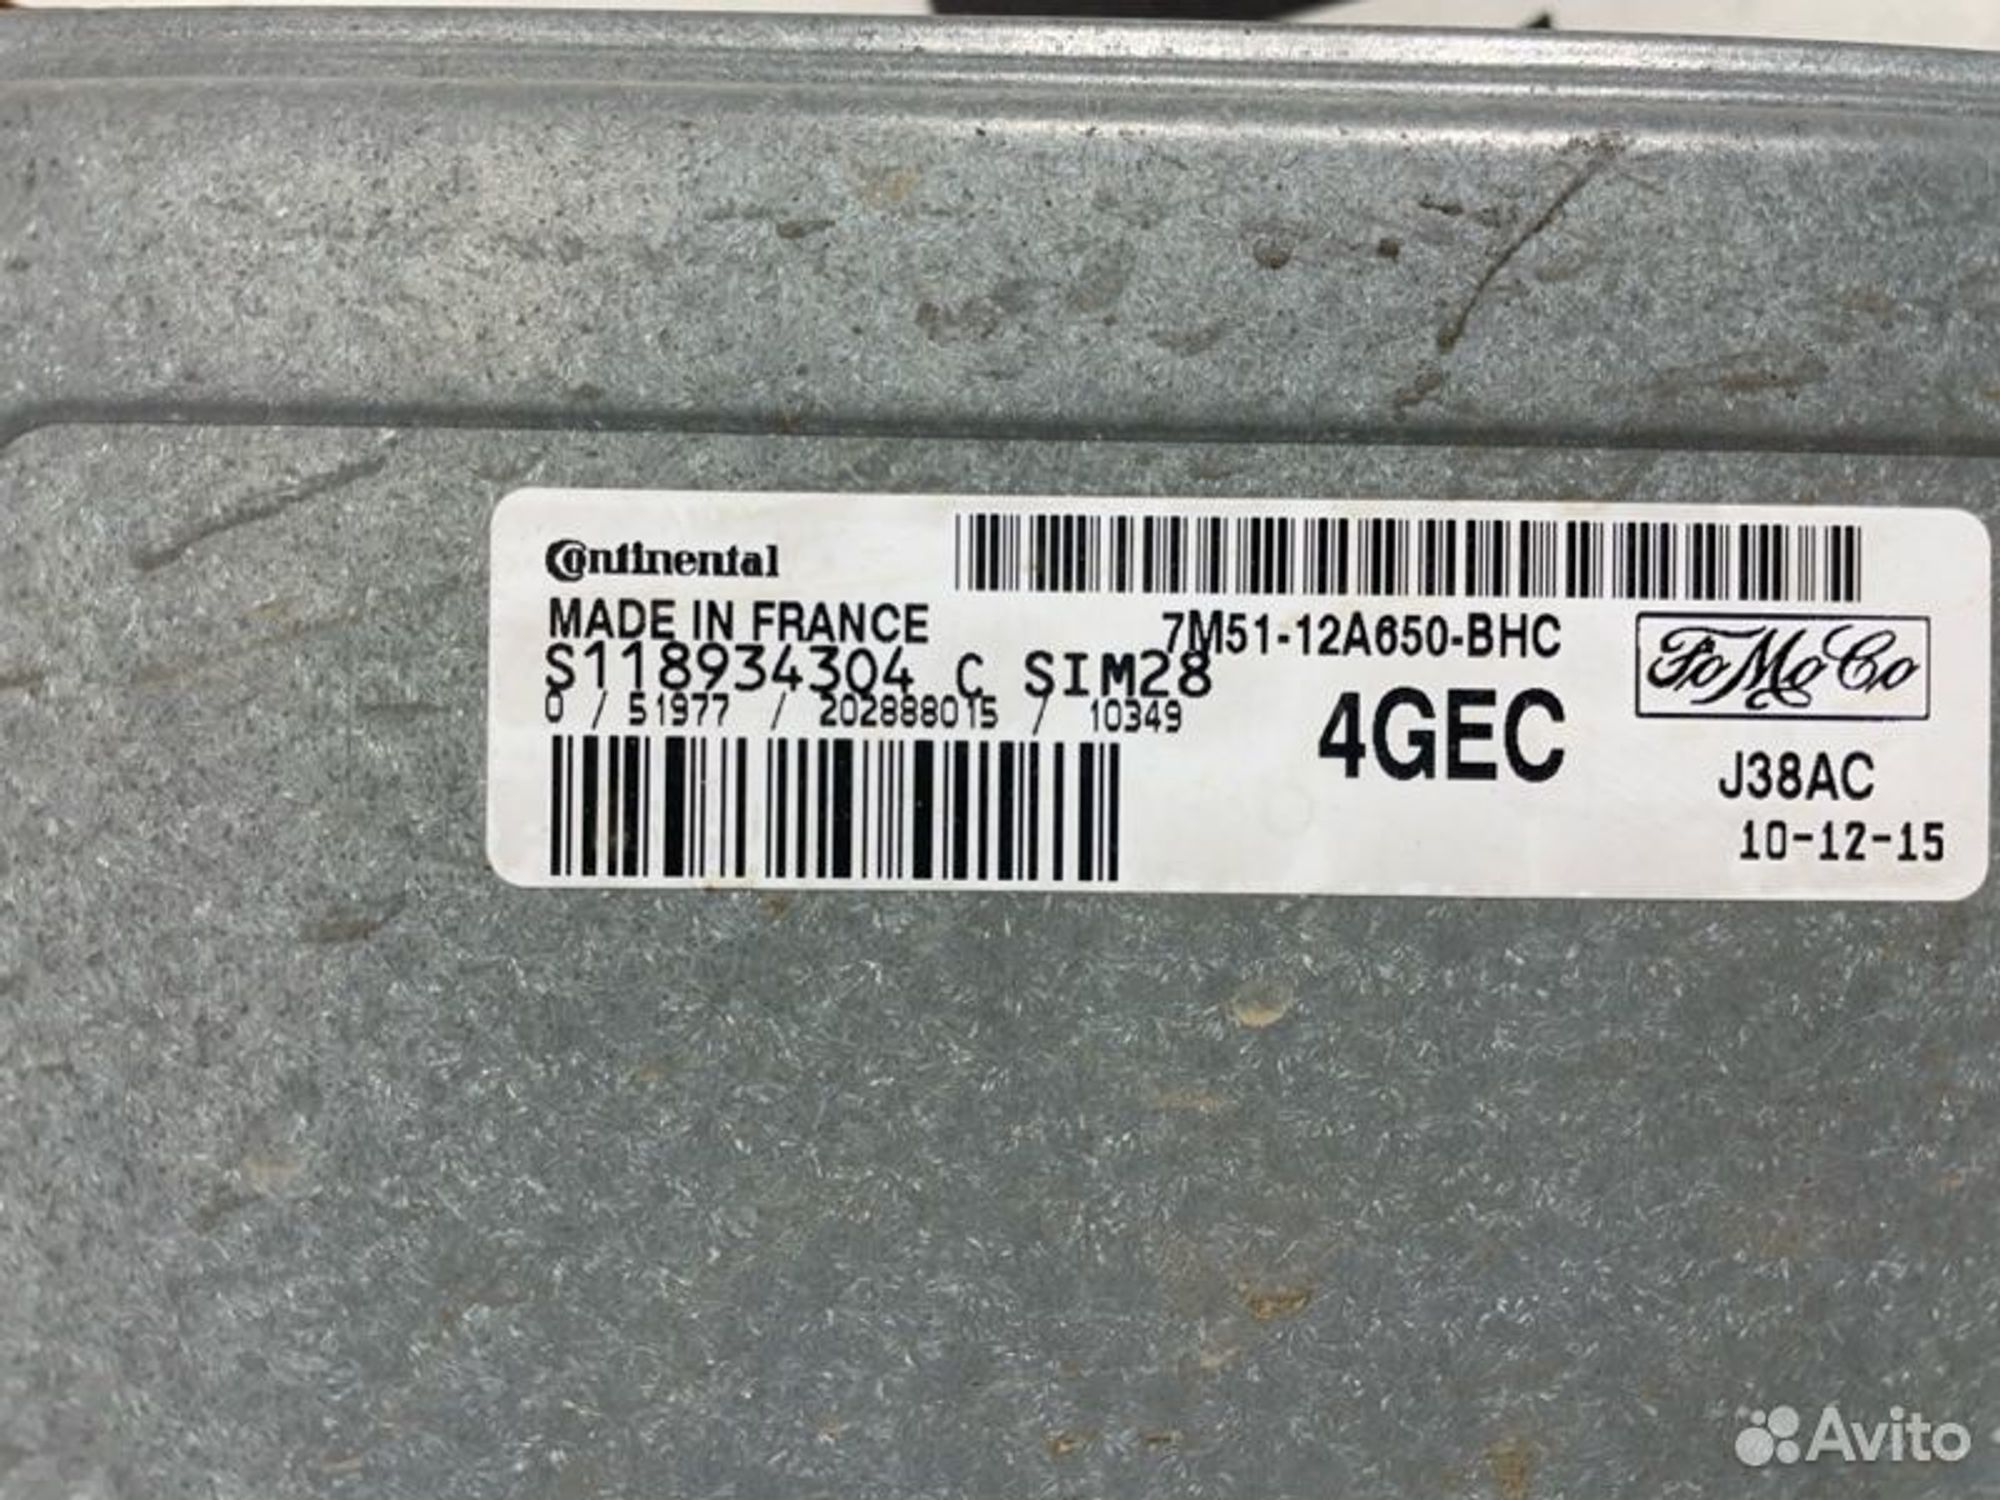 Continental
MADE IN FRANCE
7M51-12A650-BHC
S118934304 C SIM28
0 / 51977 / 202888015 / 10349
4GEC
FoMoCo
J38AC
10-12-15
Avito